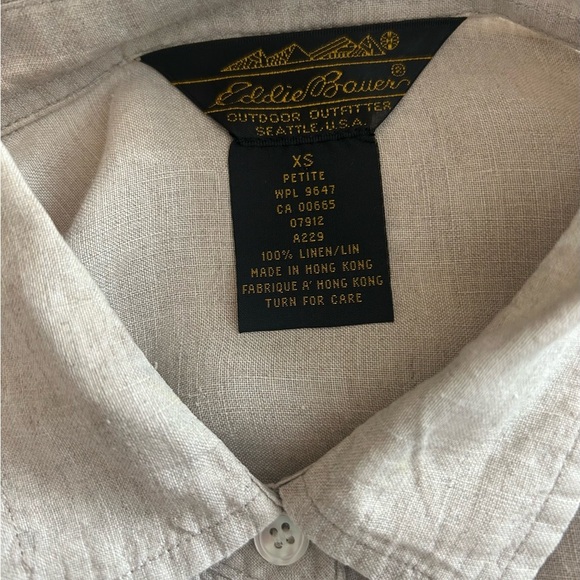 Eddie Bauer®
OUTDOOR OUTFITTER
SEATTLE, U.S.A.
XS
PETITE
WPL 9647
CA 00665
07912
A229
100% LINEN/LIN
MADE IN HONG KONG
FABRIQUE A' HONG KONG
TURN FOR CARE